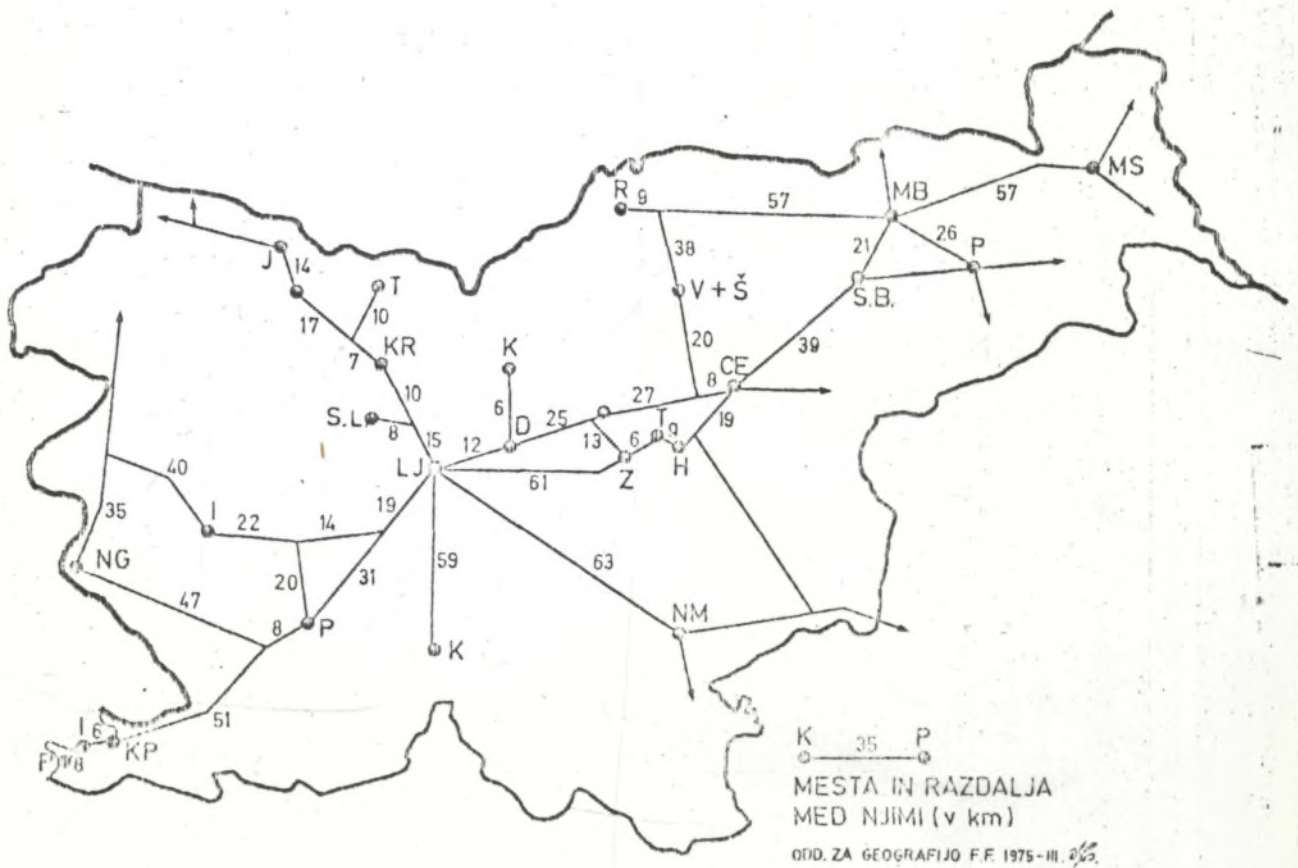 R 9 57 MB 57 MS
38 21 26 P
J 14 T V + Š S.B.
17 10
7 KR K 20 39
10 6 25 27 8 CE
S.L. 8 15 12 D 13 6 T 9 19
LJ 61 Z H
40 19
I 22 14 59 63
35 NG 20 31
47 8 P K NM
51
I 6 KP
8
K 35 P
MESTA IN RAZDALJA
MED NJIMI (v km)
ODD. ZA GEOGRAFIJO F.F. 1975-III.